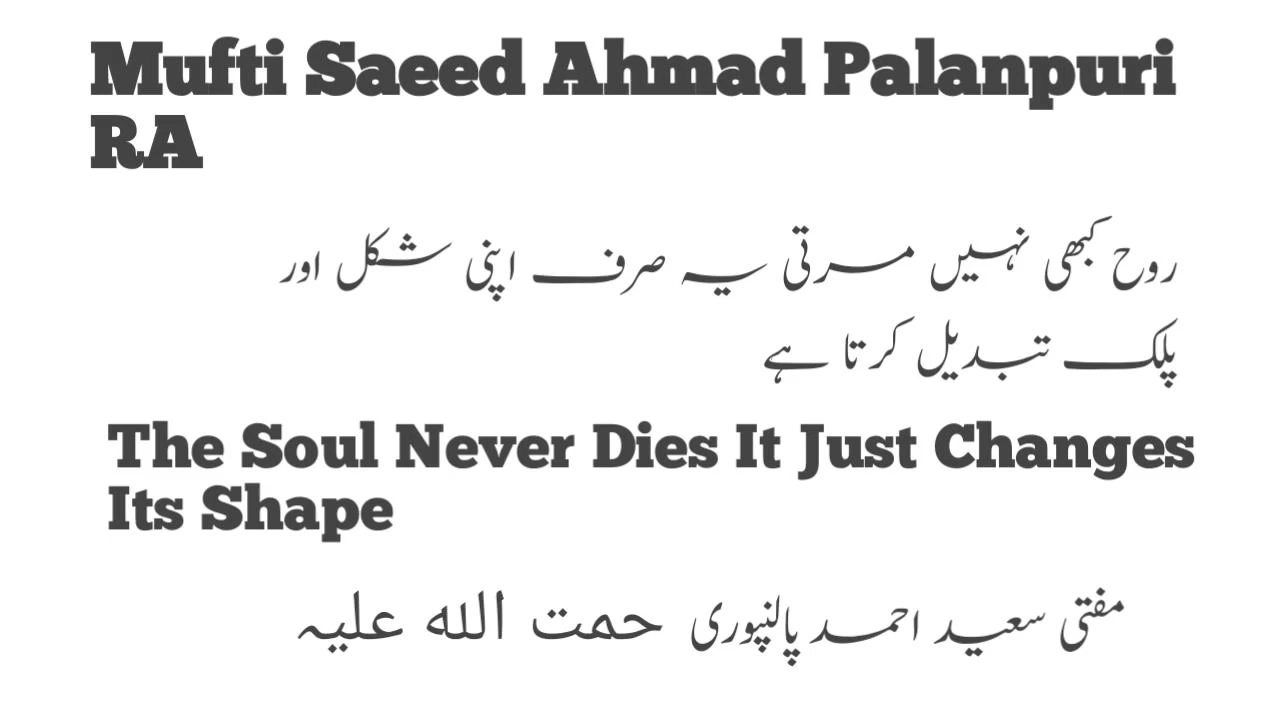 Mufti Saeed Ahmad Palanpuri
RA
روح کبھی نہیں مرتی یہ صرف اپنی شکل اور
پلک تبدیل کرتا ہے
The Soul Never Dies It Just Changes
Its Shape
مفتی سعید احمد پالنپوری حمت اللہ علیہ